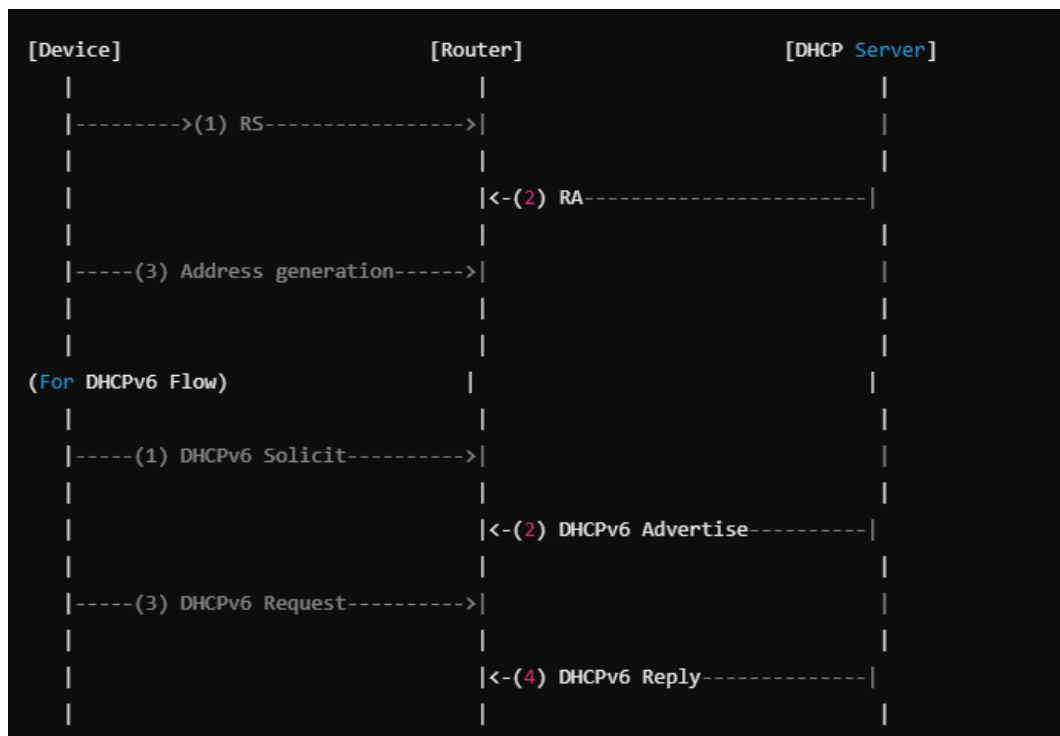 [Device] [Router] [DHCP Server]
| | |
|--------->(1) RS----------------->| |
| | |
| |<-(2) RA------------------------|
| | |
|-----(3) Address generation------>| |
| | |
| | |
(For DHCPv6 Flow) | |
| | |
|-----(1) DHCPv6 Solicit---------->| |
| | |
| |<-(2) DHCPv6 Advertise----------|
| | |
|-----(3) DHCPv6 Request---------->| |
| | |
| |<-(4) DHCPv6 Reply--------------|
| | |